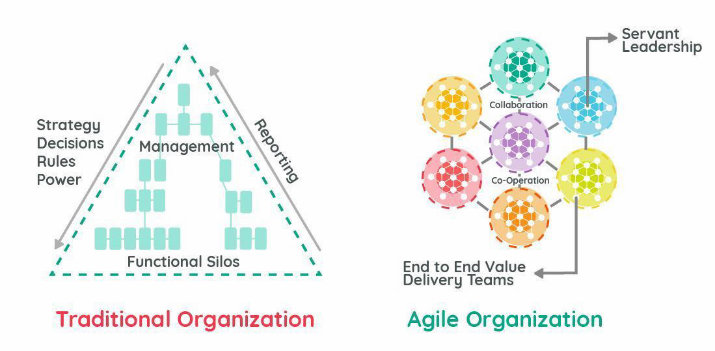 Strategy
Decisions
Rules
Power
Management
Reporting
Functional Silos
Traditional Organization
Servant
Leadership
Collaboration
Co-Operation
End to End Value
Delivery Teams
Agile Organization